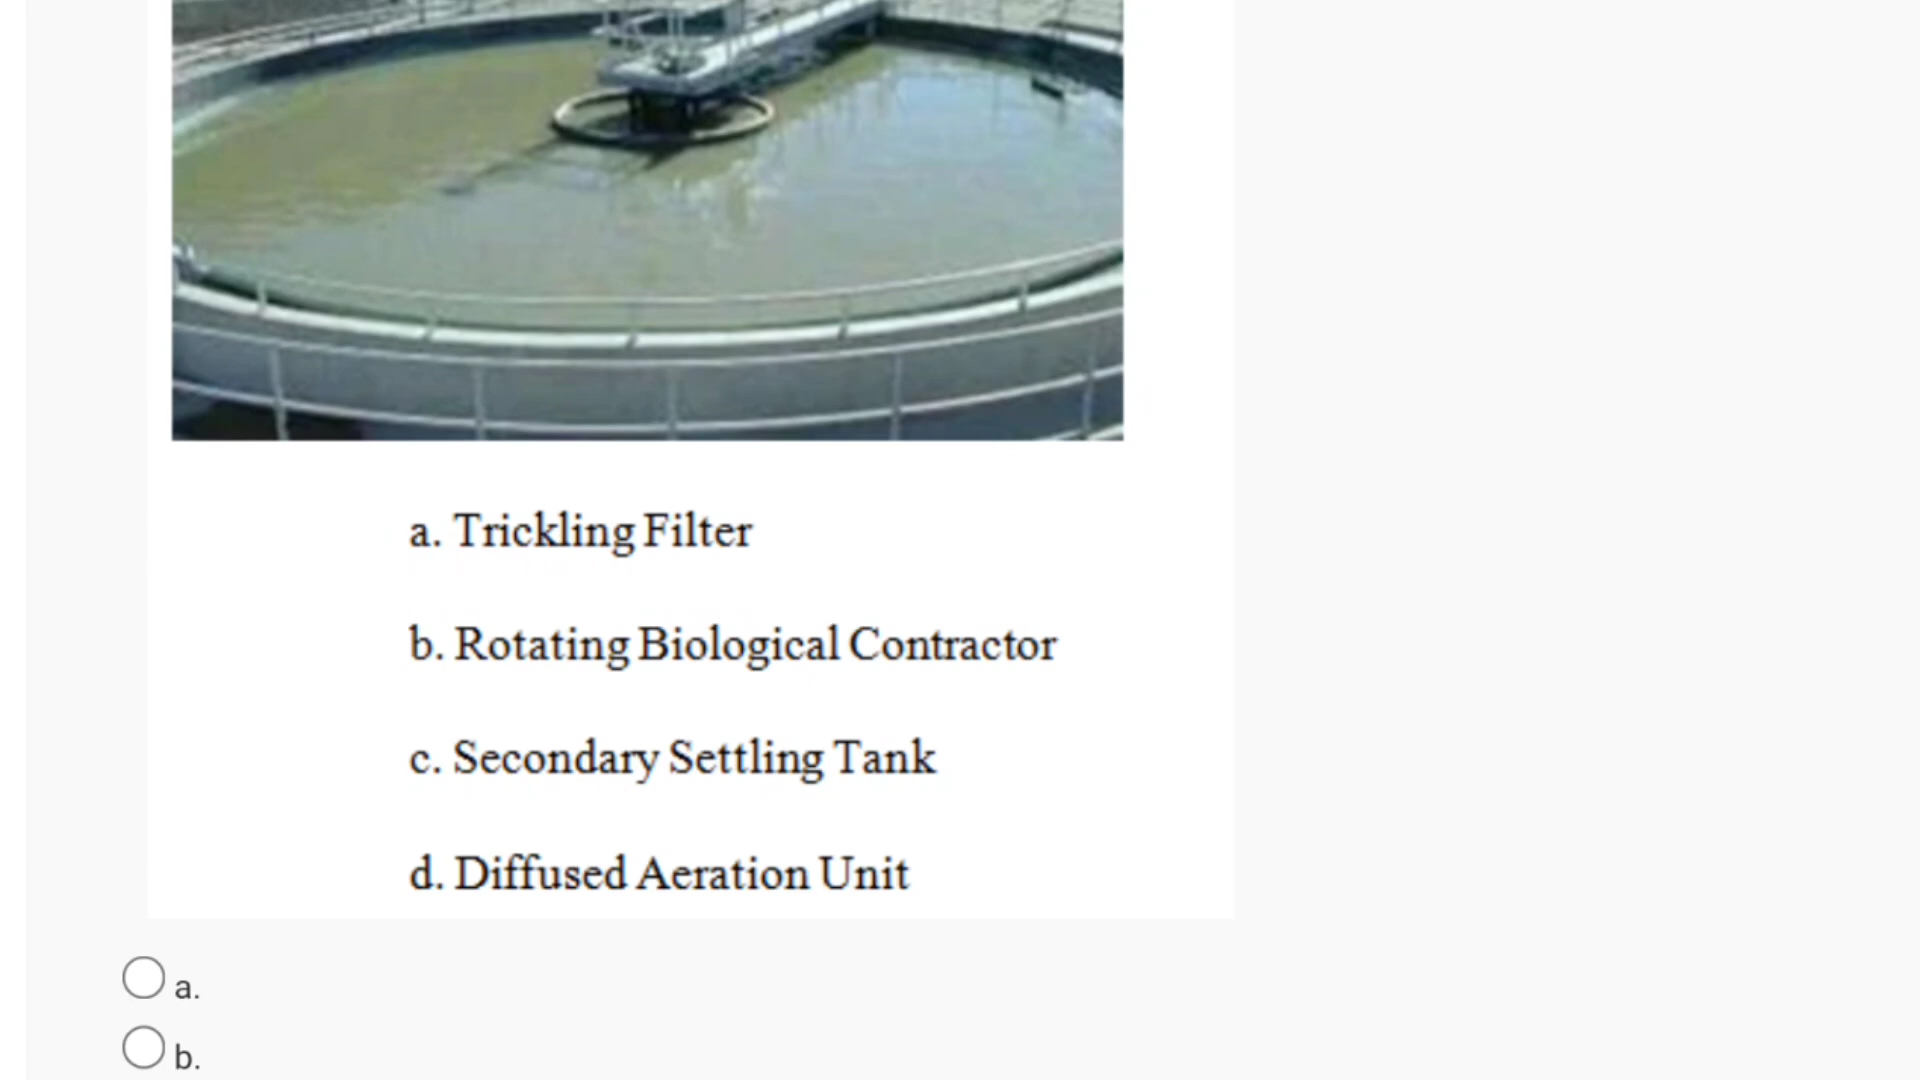 a. Trickling Filter
b. Rotating Biological Contractor
c. Secondary Settling Tank
d. Diffused Aeration Unit
a.
b.